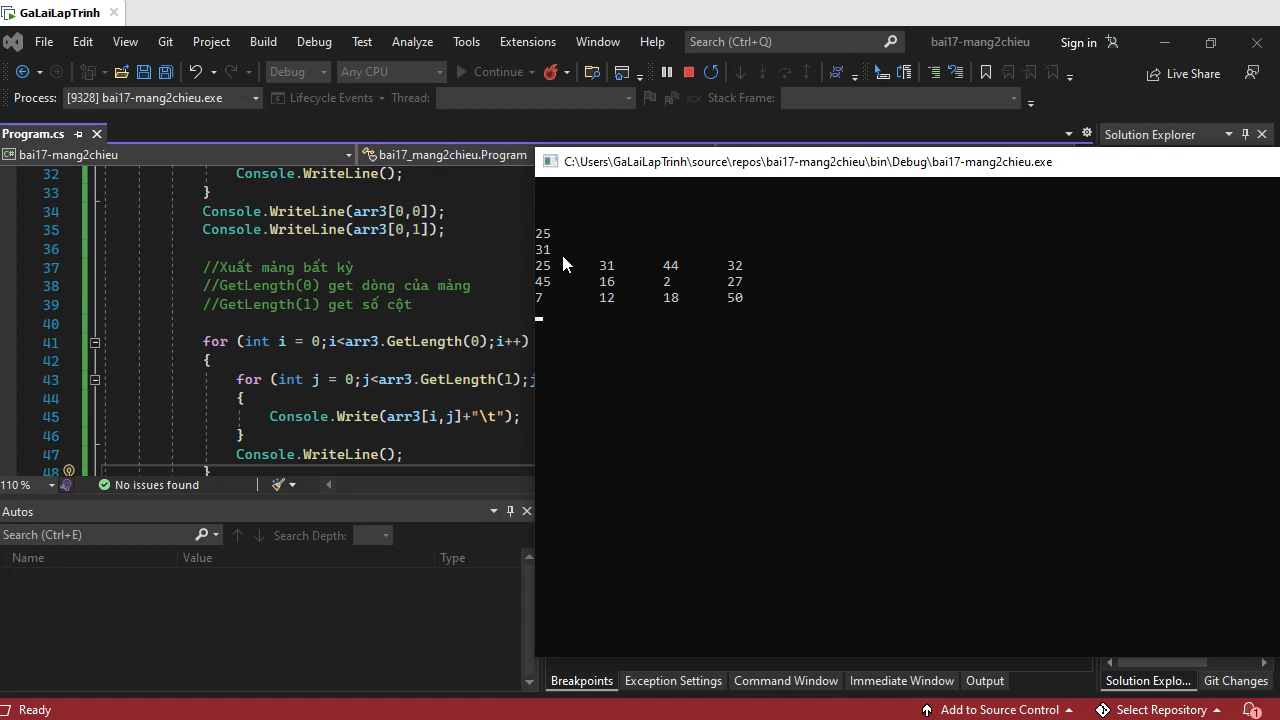 GaLaiLapTrinh
File Edit View Git Project Build Debug Test Analyze Tools Extensions Window Help Search (Ctrl+Q) bai17-mang2chieu Sign in
Debug Any CPU Continue Live Share
Process: [9328] bai17-mang2chieu.exe Lifecycle Events Thread: Stack Frame:
Program.cs Solution Explorer
bai17-mang2chieu bai17_mang2chieu.Program
C:\Users\GaLaiLapTrinh\source\repos\bai17-mang2chieu\bin\Debug\bai17-mang2chieu.exe
32 Console.WriteLine();
33 }
34 Console.WriteLine(arr3[0,0]);
35 Console.WriteLine(arr3[0,1]);
36
37 //Xuất mảng bất kỳ
38 //GetLength(0) get dòng của mảng
39 //GetLength(1) get số cột
40
41 for (int i = 0;i<arr3.GetLength(0);i++)
42 {
43 for (int j = 0;j<arr3.GetLength(1);j
44 {
45 Console.Write(arr3[i,j]+"\t");
46 }
47 Console.WriteLine();
48 }
25
31
25 31 44 32
45 16 2 27
7 12 18 50
110 % No issues found
Autos
Search (Ctrl+E) Search Depth:
Name Value Type
Breakpoints Exception Settings Command Window Immediate Window Output Solution Explo... Git Changes
Ready Add to Source Control Select Repository 1